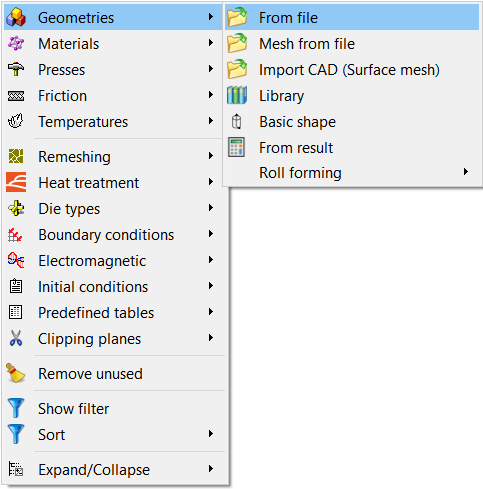 Geometries
Materials
Presses
Friction
Temperatures
Remeshing
Heat treatment
Die types
Boundary conditions
Electromagnetic
Initial conditions
Predefined tables
Clipping planes
Remove unused
Show filter
Sort
Expand/Collapse
From file
Mesh from file
Import CAD (Surface mesh)
Library
Basic shape
From result
Roll forming